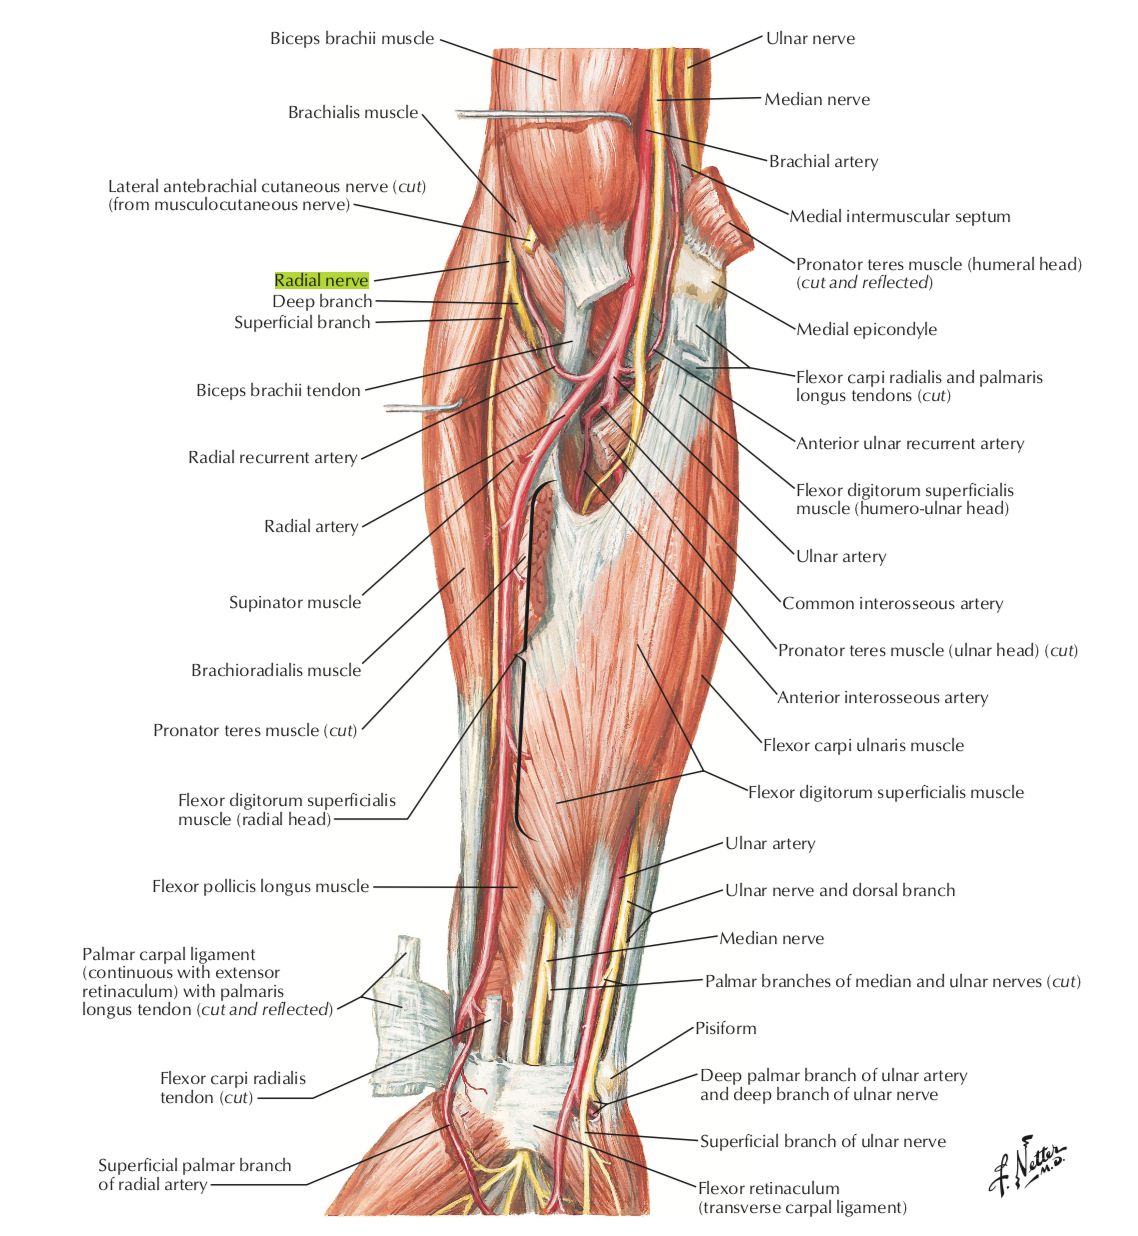 Biceps brachii muscle
Brachialis muscle
Lateral antebrachial cutaneous nerve (cut)
(from musculocutaneous nerve)
Radial nerve
Deep branch
Superficial branch
Biceps brachii tendon
Radial recurrent artery
Radial artery
Supinator muscle
Brachioradialis muscle
Pronator teres muscle (cut)
Flexor digitorum superficialis
muscle (radial head)
Flexor pollicis longus muscle
Palmar carpal ligament
(continuous with extensor
retinaculum) with palmaris
longus tendon (cut and reflected)
Flexor carpi radialis
tendon (cut)
Superficial palmar branch
of radial artery
Ulnar nerve
Median nerve
Brachial artery
Medial intermuscular septum
Pronator teres muscle (humeral head)
(cut and reflected)
Medial epicondyle
Flexor carpi radialis and palmaris
longus tendons (cut)
Anterior ulnar recurrent artery
Flexor digitorum superficialis
muscle (humero-ulnar head)
Ulnar artery
Common interosseous artery
Pronator teres muscle (ulnar head) (cut)
Anterior interosseous artery
Flexor carpi ulnaris muscle
Flexor digitorum superficialis muscle
Ulnar artery
Ulnar nerve and dorsal branch
Median nerve
Palmar branches of median and ulnar nerves (cut)
Pisiform
Deep palmar branch of ulnar artery
and deep branch of ulnar nerve
Superficial branch of ulnar nerve
Flexor retinaculum
(transverse carpal ligament)
F. Netter
M.D.